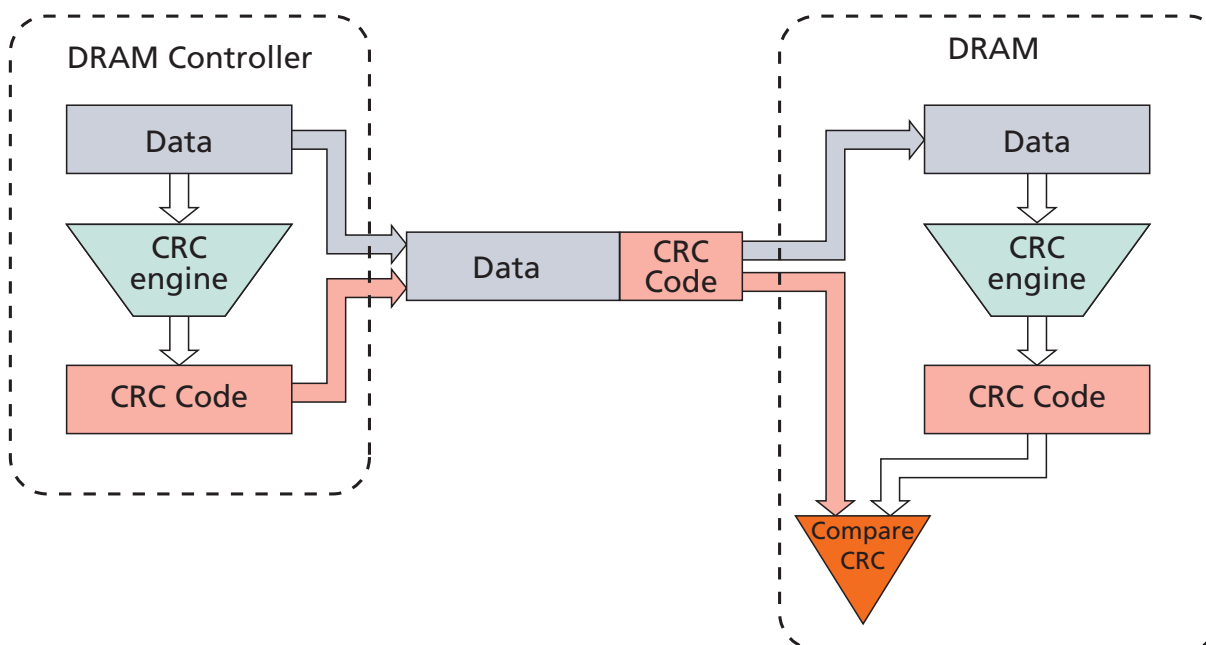 DRAM Controller
Data
CRC
engine
CRC Code
Data
CRC
Code
DRAM
Data
CRC
engine
CRC Code
Compare
CRC